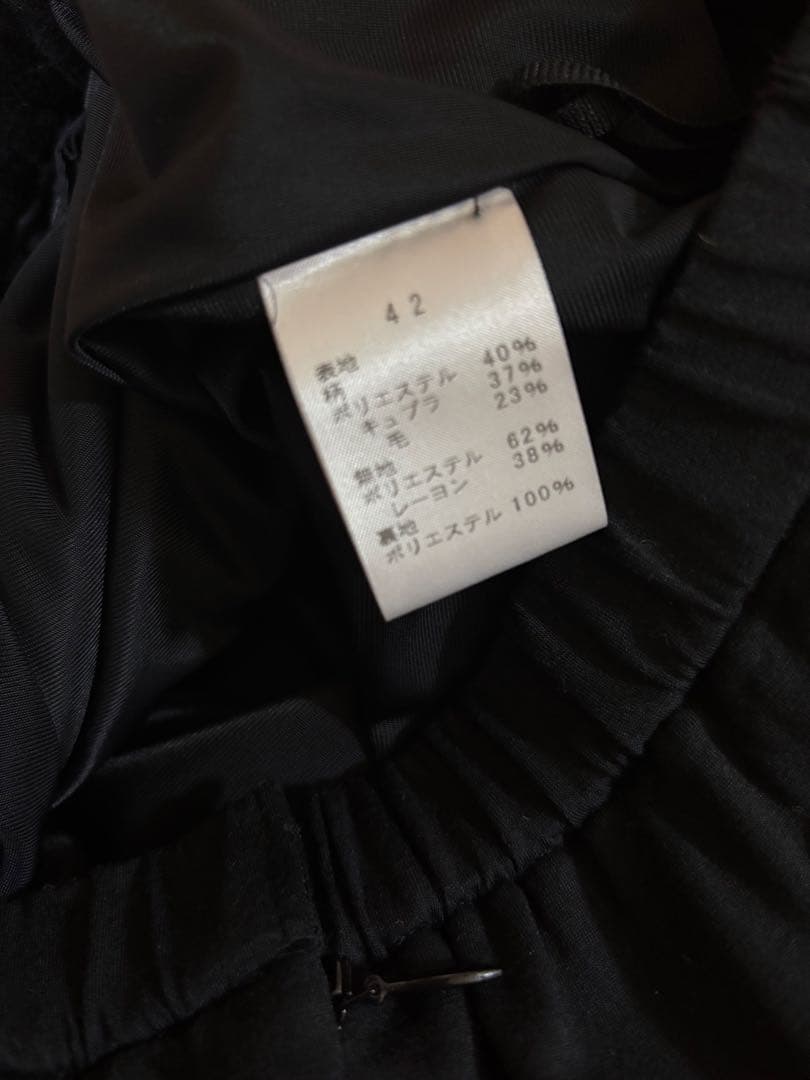 42
表地
柄
ポリエステル 40%
キュプラ 37%
毛 23%
無地
ポリエステル 62%
レーヨン 38%
裏地
ポリエステル 100%